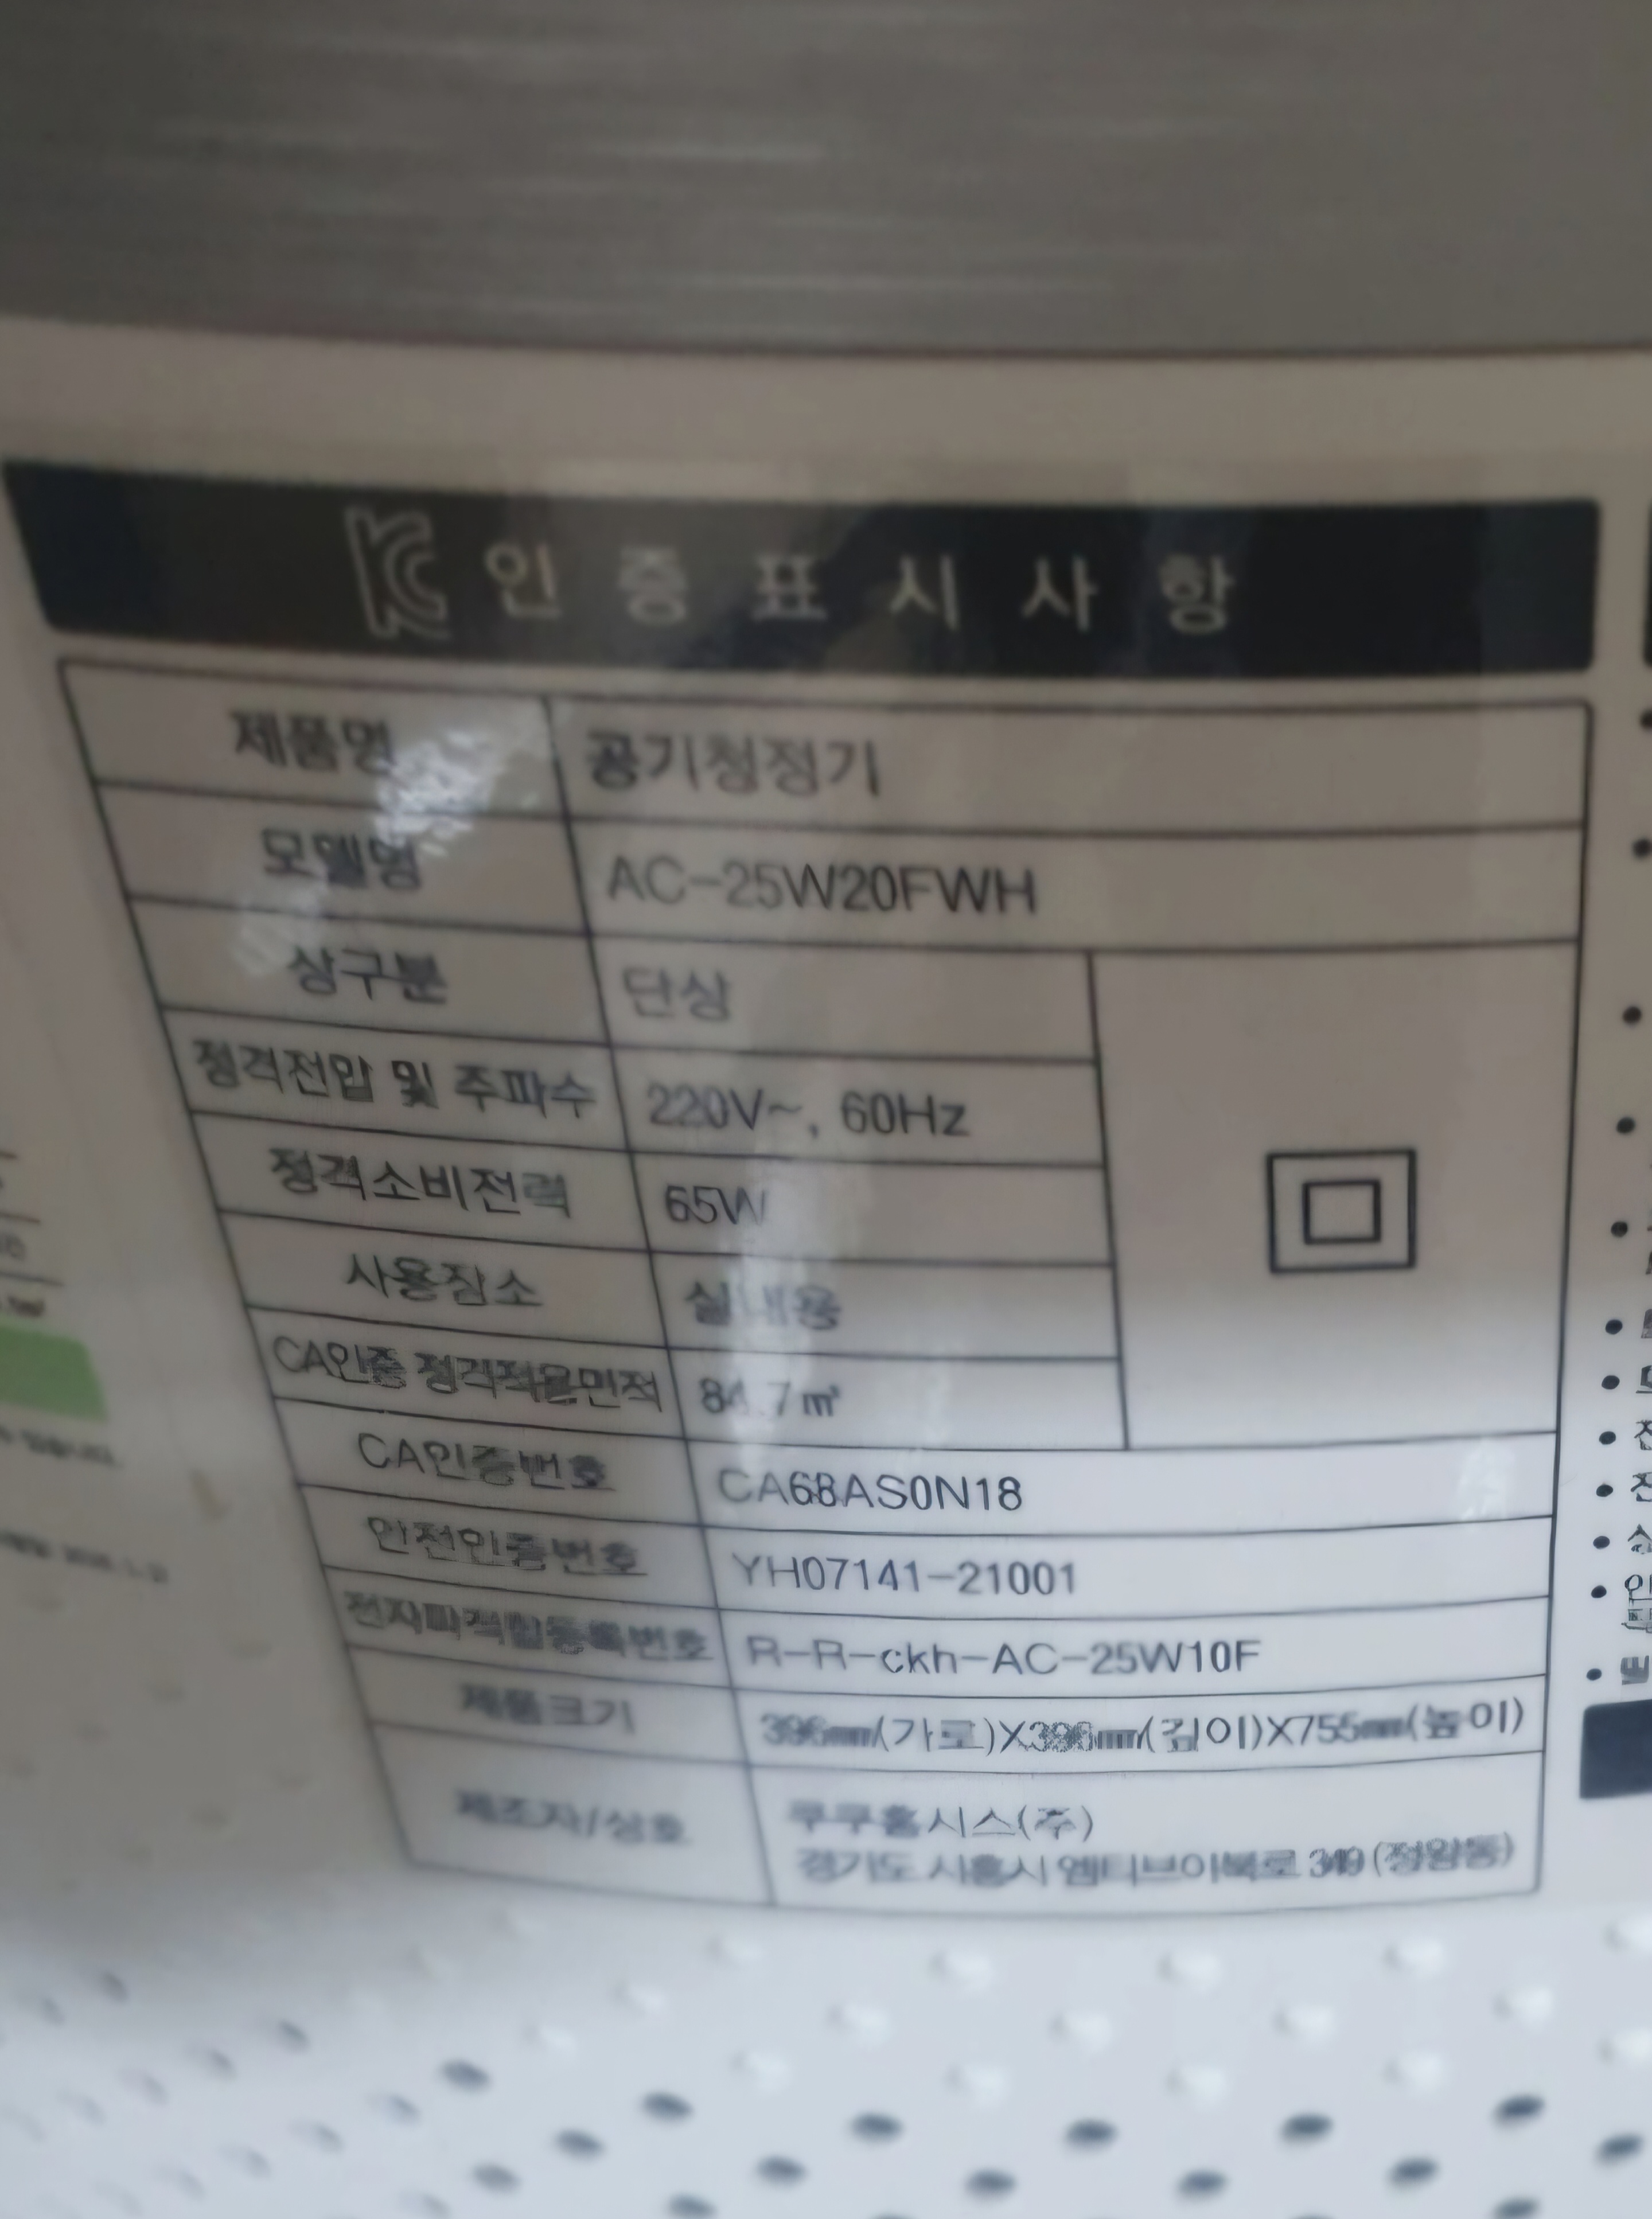 KC 인증표시사항
제품명 공기청정기
모델명 AC-25W20FWH
상구분 단상
정격전압 및 주파수 220V~, 60Hz
정격소비전력 65W
사용장소 실내용
CA인증 정격적용면적 84.7㎡
CA인증번호 CA68AS0N18
안전인증번호 YH07141-21001
전자파적합등록번호 R-R-ckh-AC-25W10F
제품크기 396mm(가로)X396mm(깊이)X755mm(높이)
제조자/상호 쿠쿠홈시스(주)
경기도 시흥시 엠티브이북로 349 (정왕동)